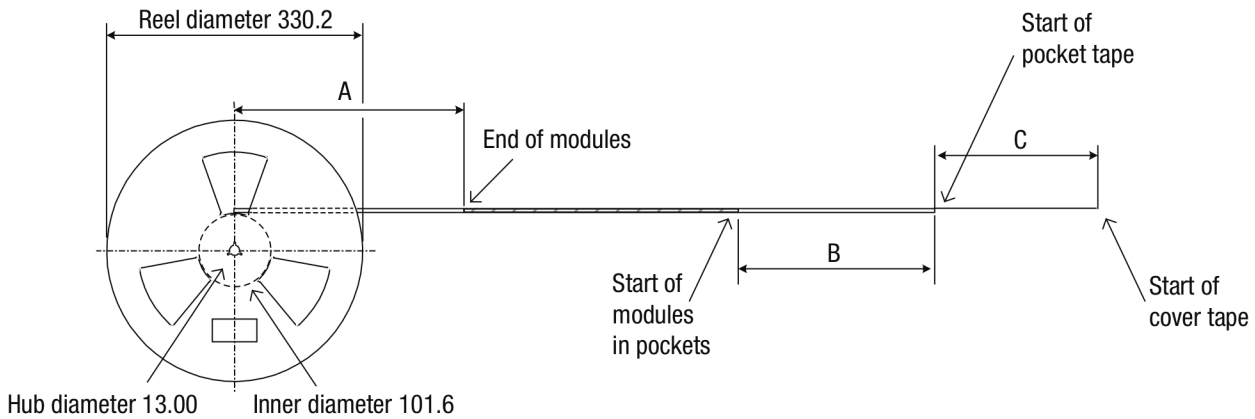 Reel diameter 330.2
Start of
pocket tape
A
End of modules
C
B
Start of
modules
in pockets
Start of
cover tape
Hub diameter 13.00
Inner diameter 101.6